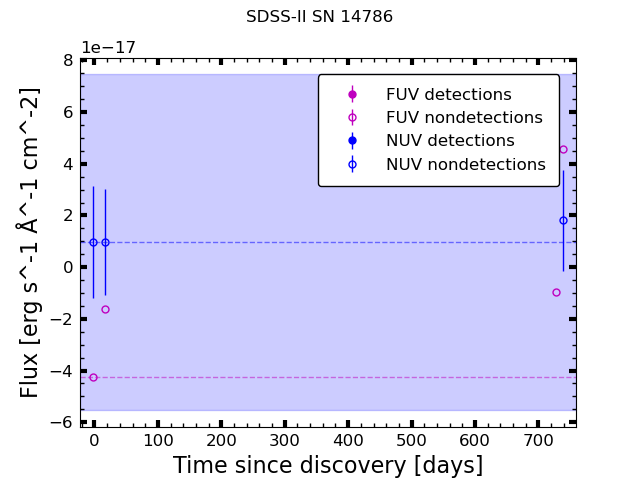 SDSS-II SN 14786
1e−17
8
6
4
2
0
−2
−4
−6
Flux [erg s^-1 Å^-1 cm^-2]
FUV detections
FUV nondetections
NUV detections
NUV nondetections
0 100 200 300 400 500 600 700
Time since discovery [days]